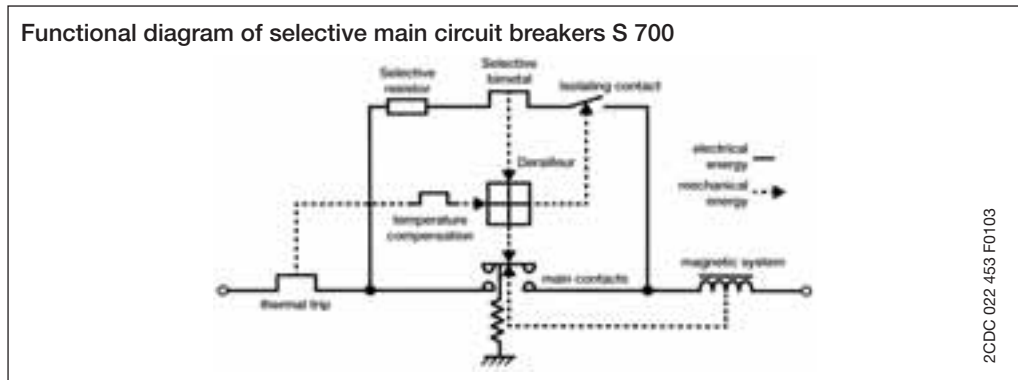 Functional diagram of selective main circuit breakers S 700
Selective
resistor
Selective
bimetal
Isolating contact
electrical
energy
mechanical
energy
Derailleur
temperature
compensation
magnetic system
main contacts
thermal trip
2CDC 022 453 F0103